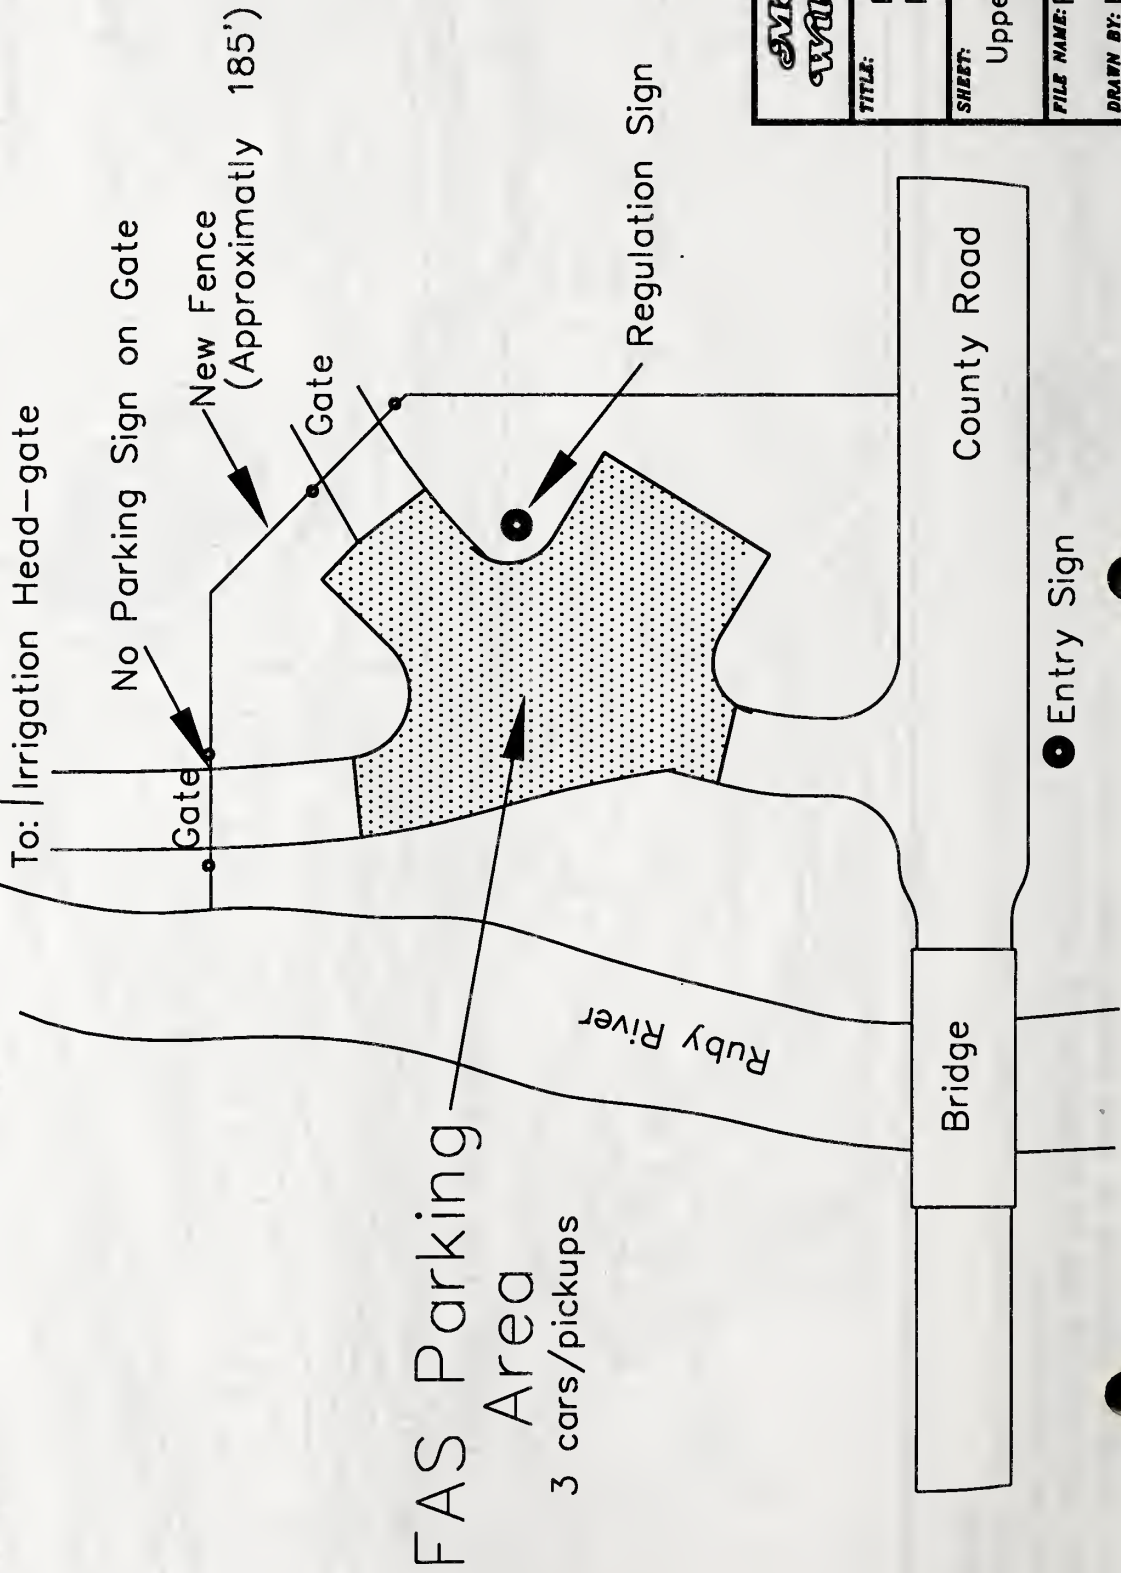 To: Irrigation Head-gate
No Parking Sign on Gate
New Fence
(Approximatly 185')
Gate
Gate
Regulation Sign
FAS Parking
Area
3 cars/pickups
Ruby River
Bridge
County Road
Entry Sign
TITLE:
SHEET:
FILE NAME:
DRAWN BY: